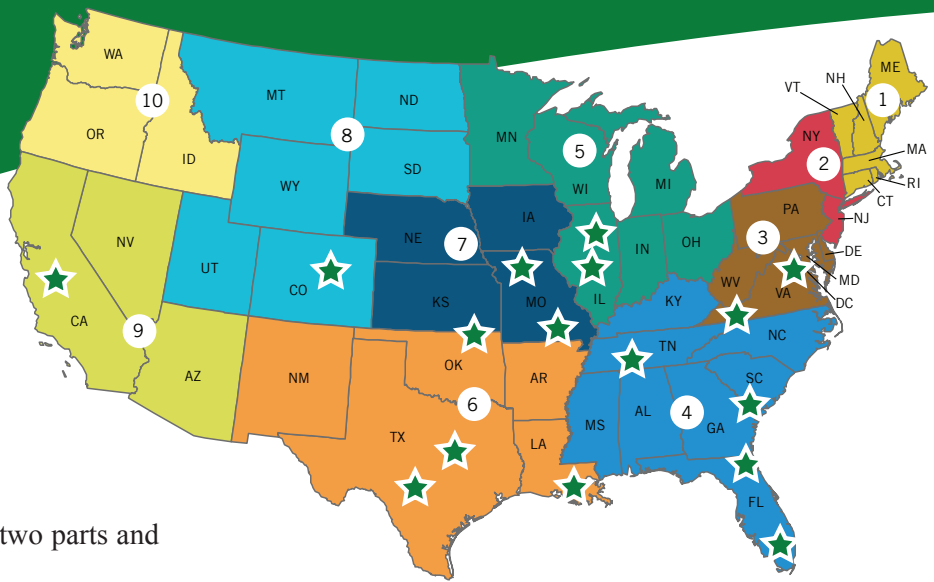 WA
MT
ND
MN
ME
NH
VT
1
10
OR
ID
8
5
WI
MI
NY
2
MA
RI
CT
SD
WY
IA
PA
NJ
NE
7
IN
OH
3
DE
NV
UT
CO
KS
MO
IL
WV
VA
MD
DC
KY
CA
9
TN
NC
AZ
NM
OK
AR
SC
6
MS
AL
4
GA
TX
LA
FL
two parts and